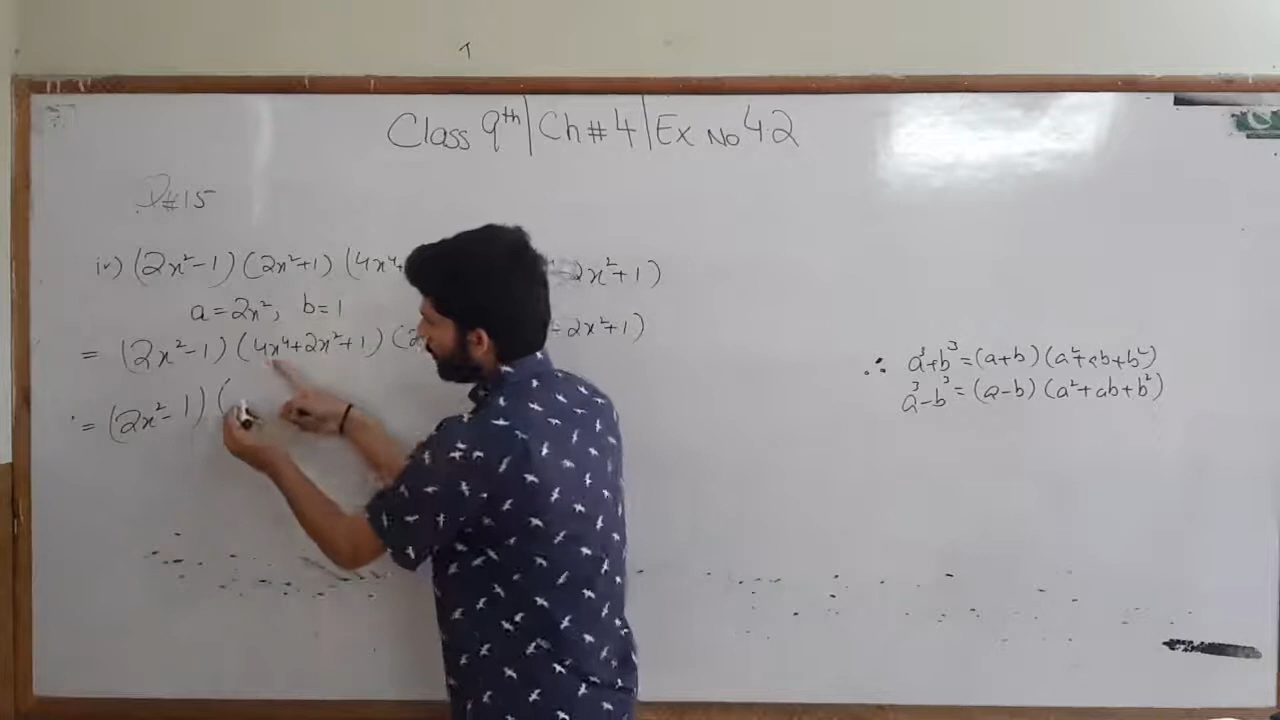 Class 9th | Ch # 4 | Ex No 4.2
Q#15
iv) (2x²-1) (2x²+1) (4x⁴+ -2x²+1)
a = 2x², b = 1
= (2x²-1) (4x⁴+2x²+1) (2 -2x²+1)
∴ a³+b³ = (a+b) (a²+ab+b²)
a³-b³ = (a-b) (a²+ab+b²)
= (2x²-1) (